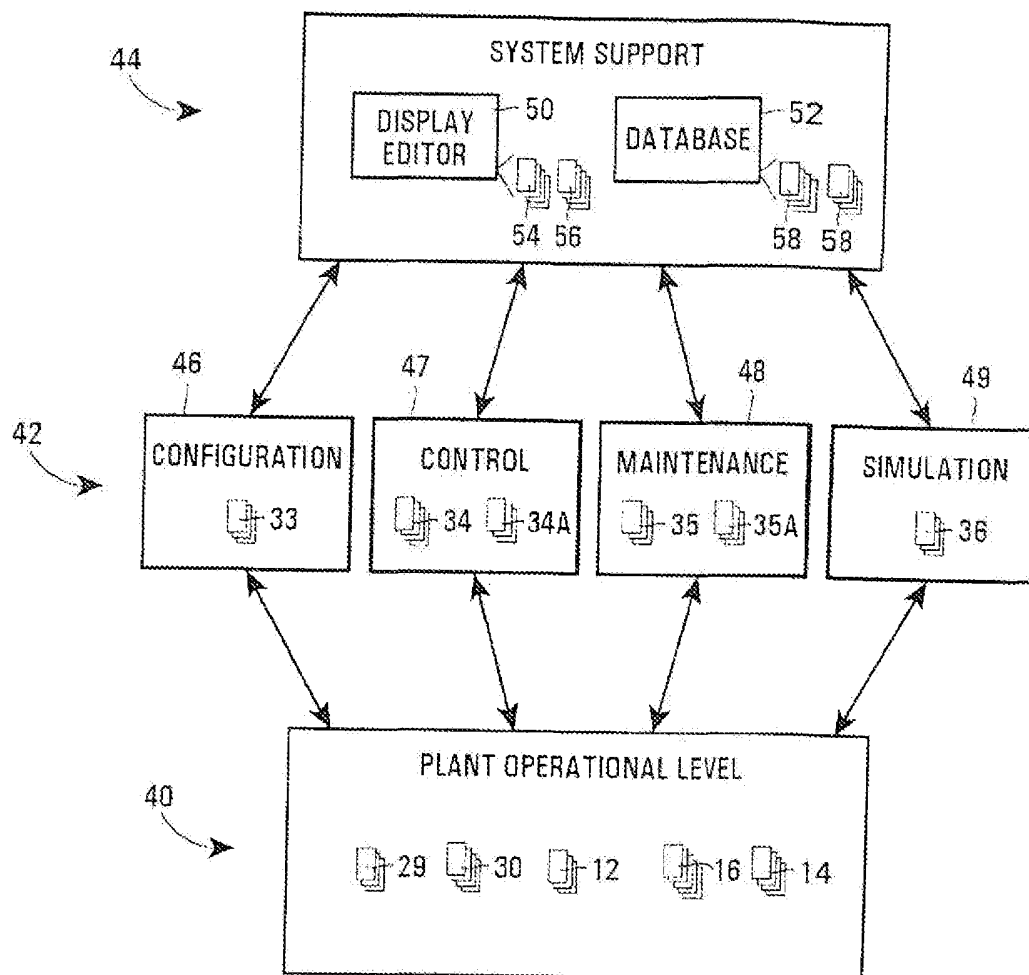 SYSTEM SUPPORT
44
50
52
DISPLAY
EDITOR
DATABASE
54 56
58 58
46
47
48
49
42
CONFIGURATION
CONTROL
MAINTENANCE
SIMULATION
33
34 34A
35 35A
36
PLANT OPERATIONAL LEVEL
40
29 30 12 16 14